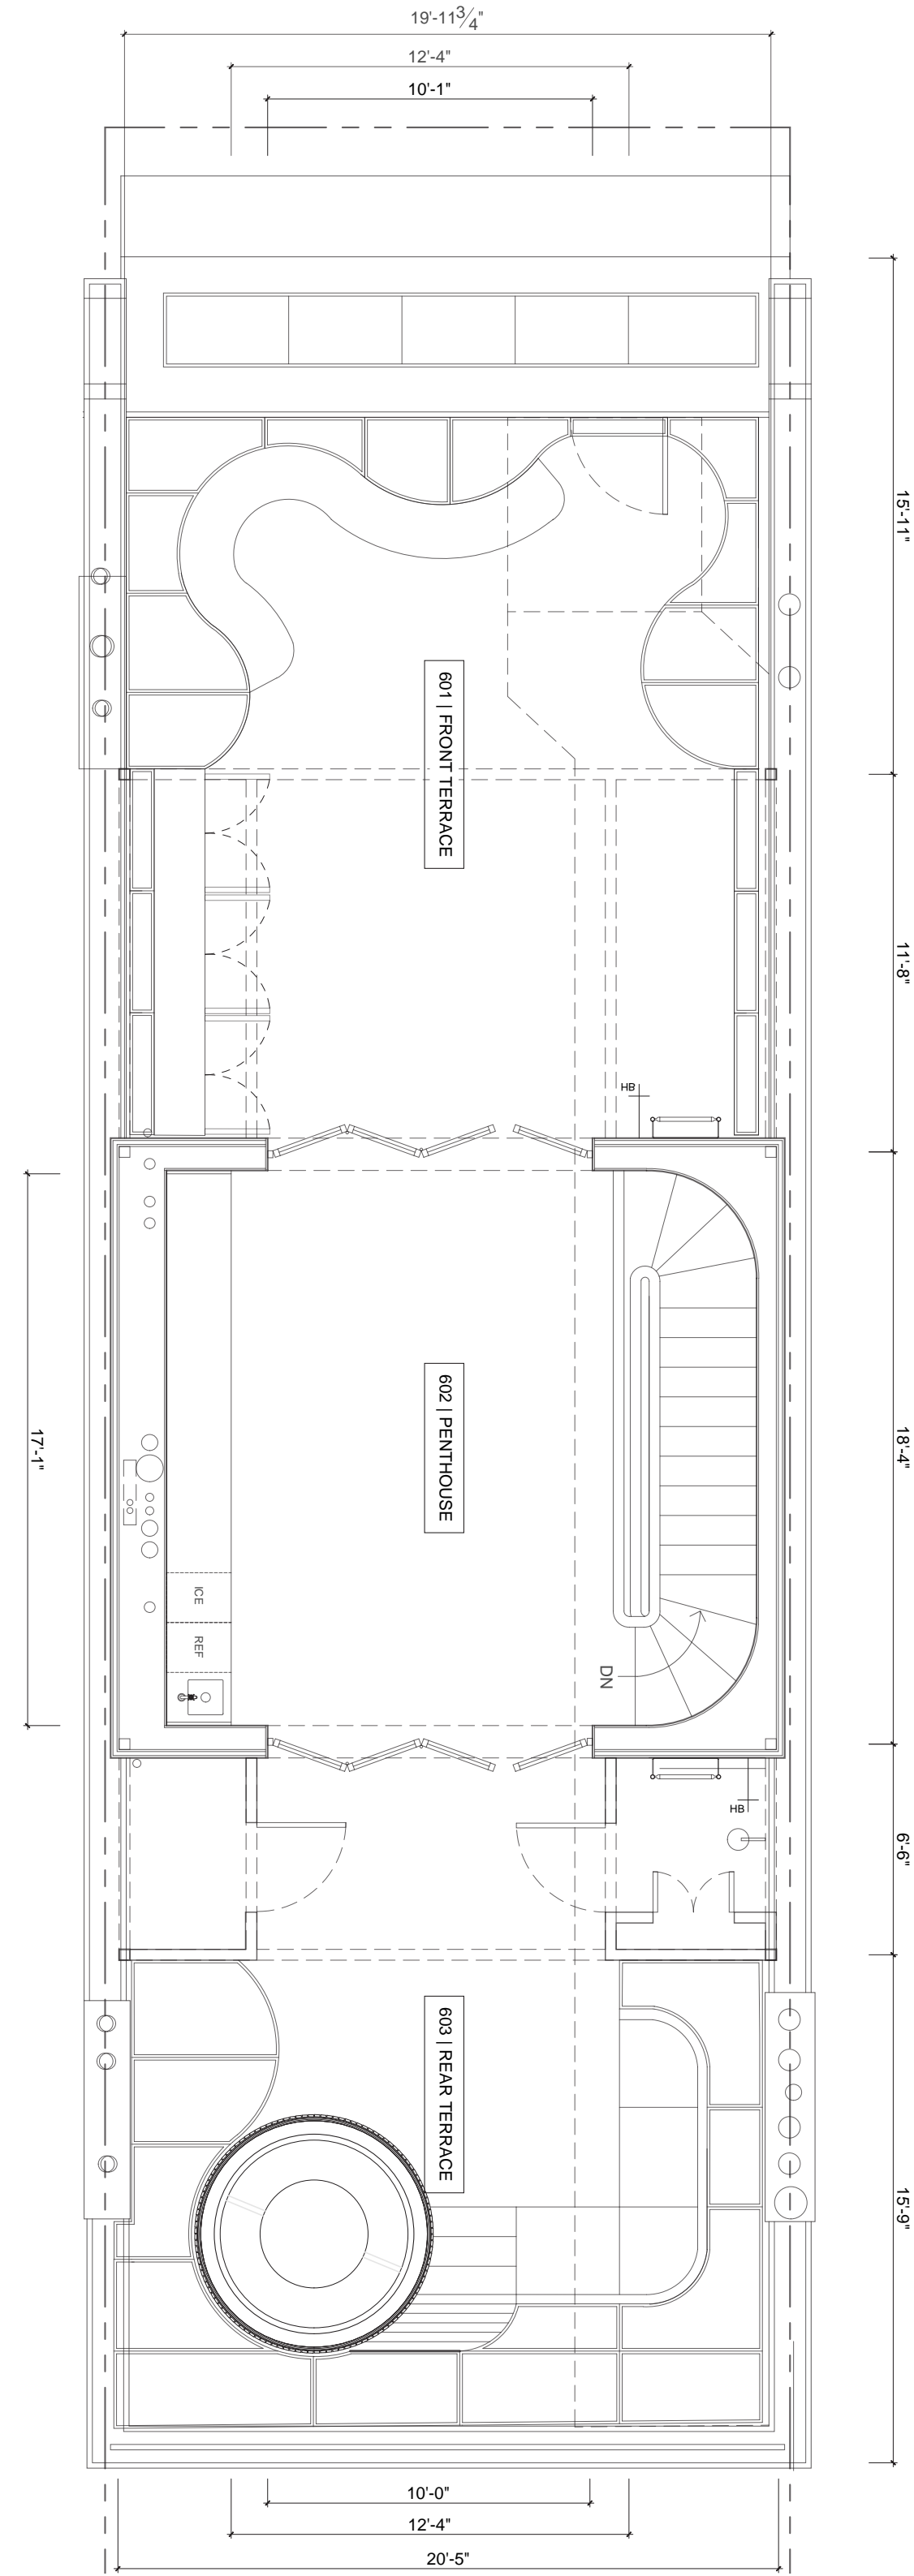 19'-11 3/4"
12'-4"
10'-1"
15'-11"
601 | FRONT TERRACE
11'-8"
HB
17'-1"
602 | PENTHOUSE
18'-4"
ICE
REF
DN
HB
6'-6"
603 | REAR TERRACE
15'-9"
10'-0"
12'-4"
20'-5"